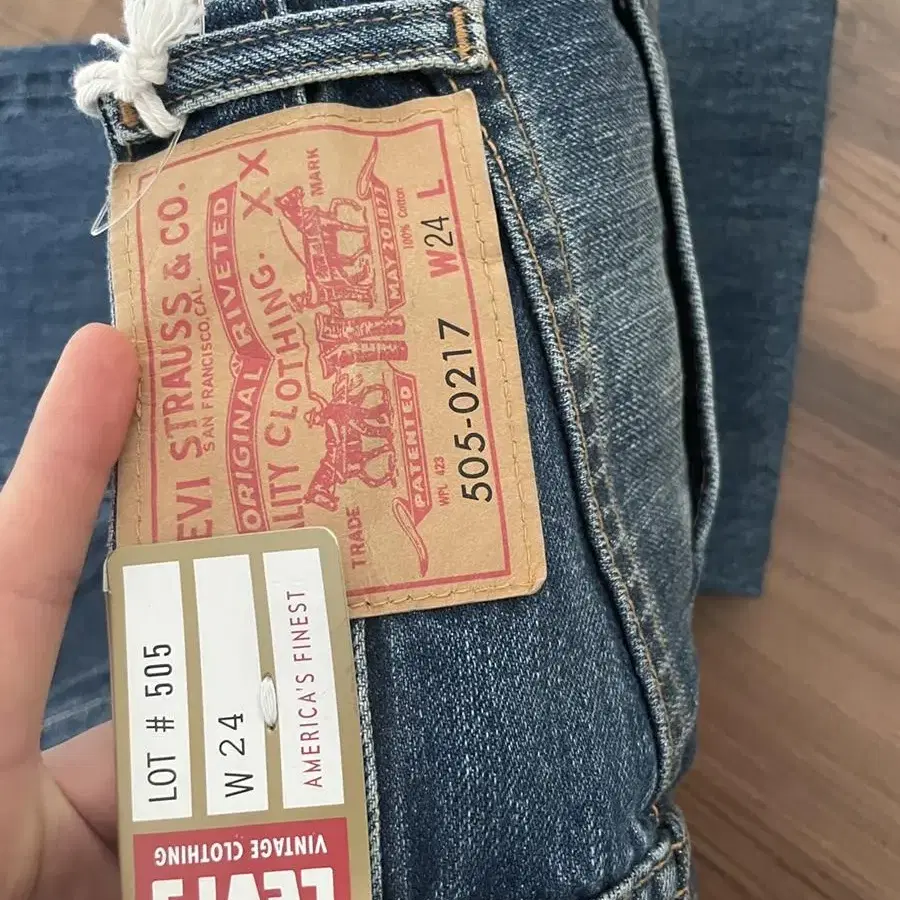 LEVI STRAUSS & CO.
SAN FRANCISCO, CAL.
ORIGINAL RIVETED
QUALITY CLOTHING. XX
TRADE MARK
PATENTED MAY 20 1873
WPL 423 100% Cotton
505-0217 W24 L
LOT # 505
W 24
AMERICA'S FINEST
LEVI'S
VINTAGE CLOTHING